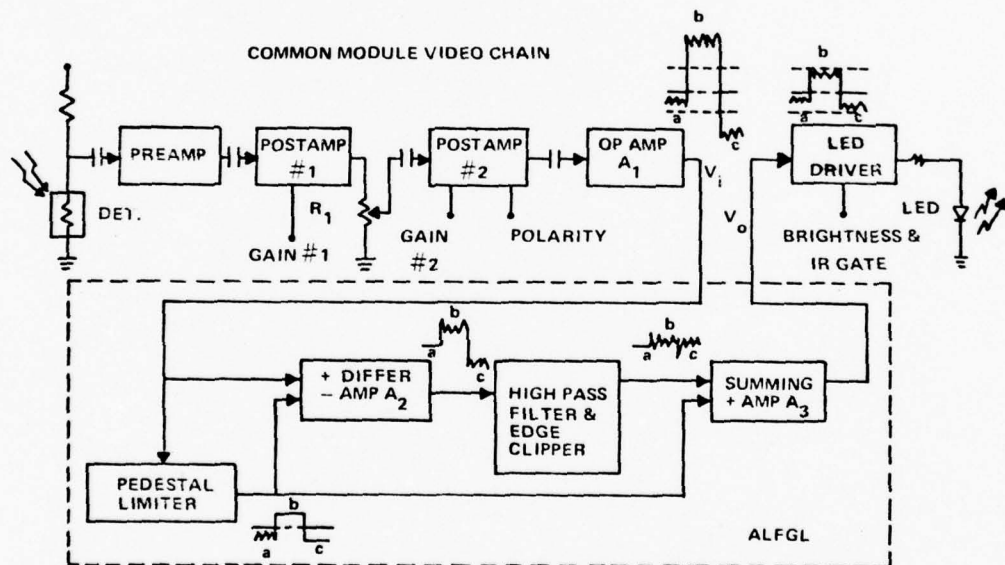 COMMON MODULE VIDEO CHAIN
b
a
c
b
a
c
PREAMP
POSTAMP
#1
POSTAMP
#2
OP AMP
A1
LED
DRIVER
DET.
R1
GAIN #1
GAIN
#2
POLARITY
Vi
Vo
LED
BRIGHTNESS &
IR GATE
b
a
c
b
a
c
+ DIFFER
− AMP A2
HIGH PASS
FILTER &
EDGE
CLIPPER
SUMMING
+ AMP A3
PEDESTAL
LIMITER
b
a
c
ALFGL